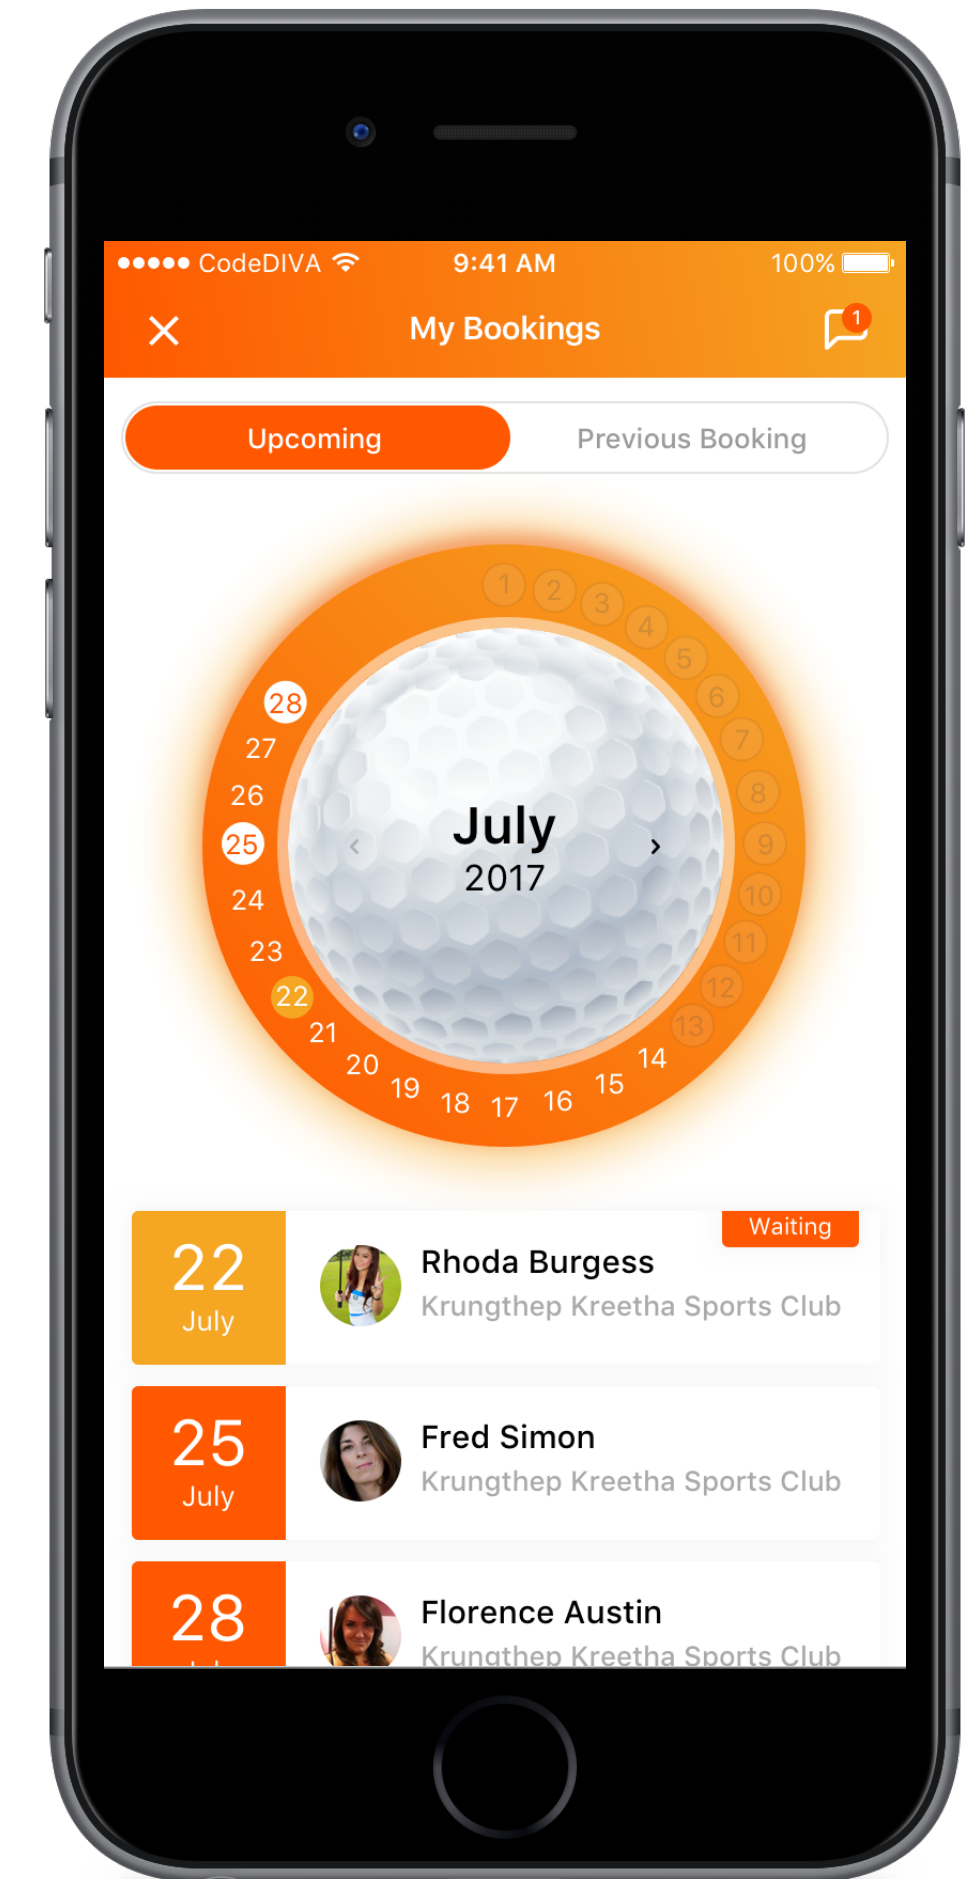 CodeDIVA 9:41 AM 100%
My Bookings
1
Upcoming Previous Booking
1
2
3
4
5
6
7
8
9
10
11
12
13
14
15
16
17
18
19
20
21
22
23
24
25
26
27
28
July
2017
22
July
Waiting
Rhoda Burgess
Krungthep Kreetha Sports Club
25
July
Fred Simon
Krungthep Kreetha Sports Club
28
Florence Austin
Krungthep Kreetha Sports Club